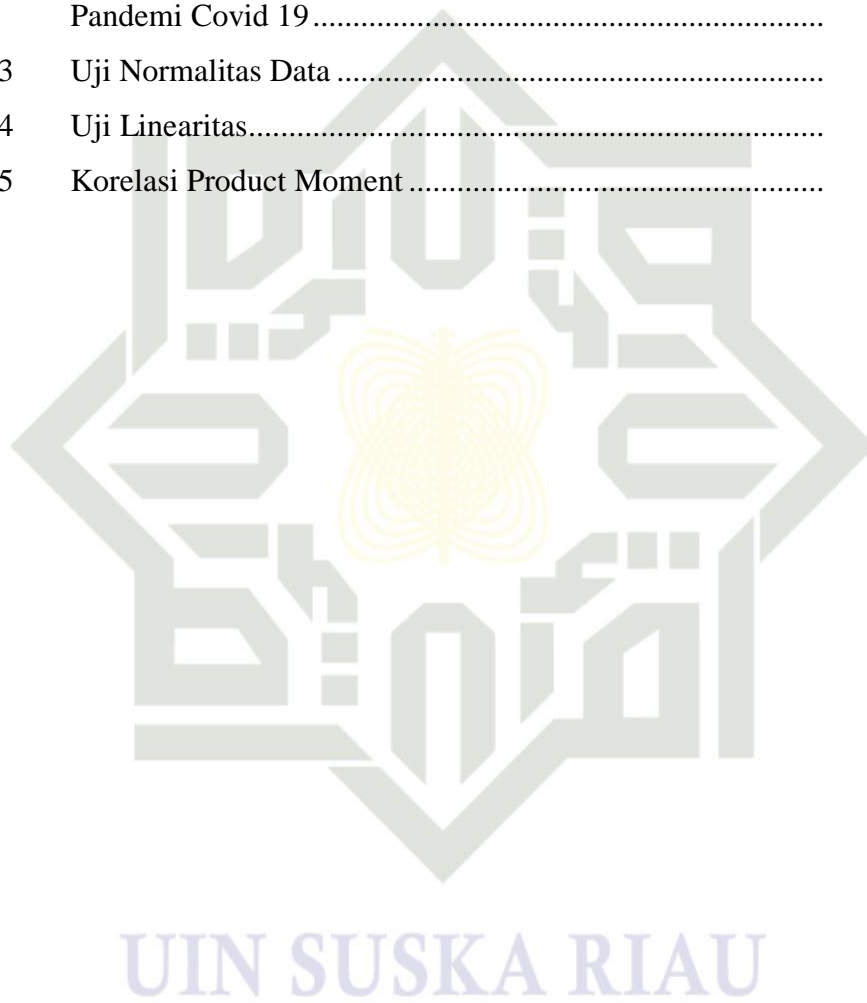 Pandemi Covid 19 ................................................................
3 Uji Normalitas Data ................................................................
4 Uji Linearitas................................................................
5 Korelasi Product Moment ................................................................
UIN SUSKA RIAU